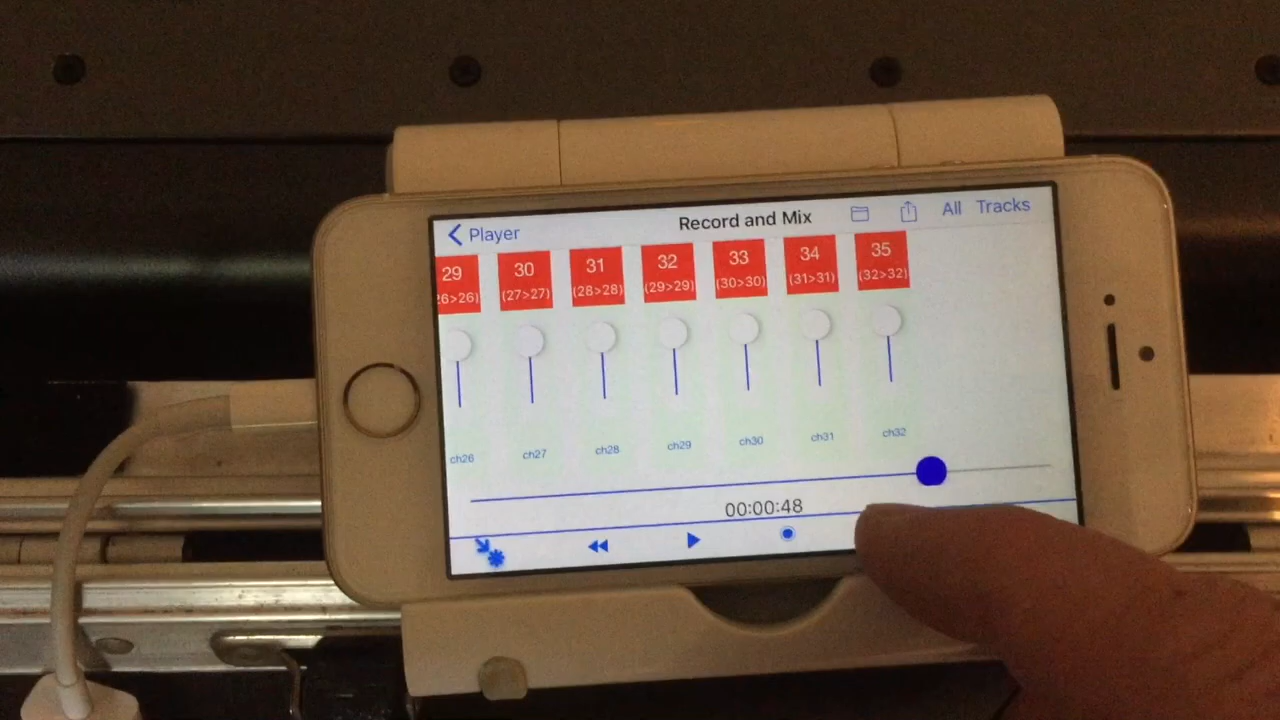 Player
Record and Mix
All
Tracks
29
30
31
32
33
34
35
26>26)
(27>27)
(28>28)
(29>29)
(30>30)
(31>31)
(32>32)
ch26
ch27
ch28
ch29
ch30
ch31
ch32
00:00:48